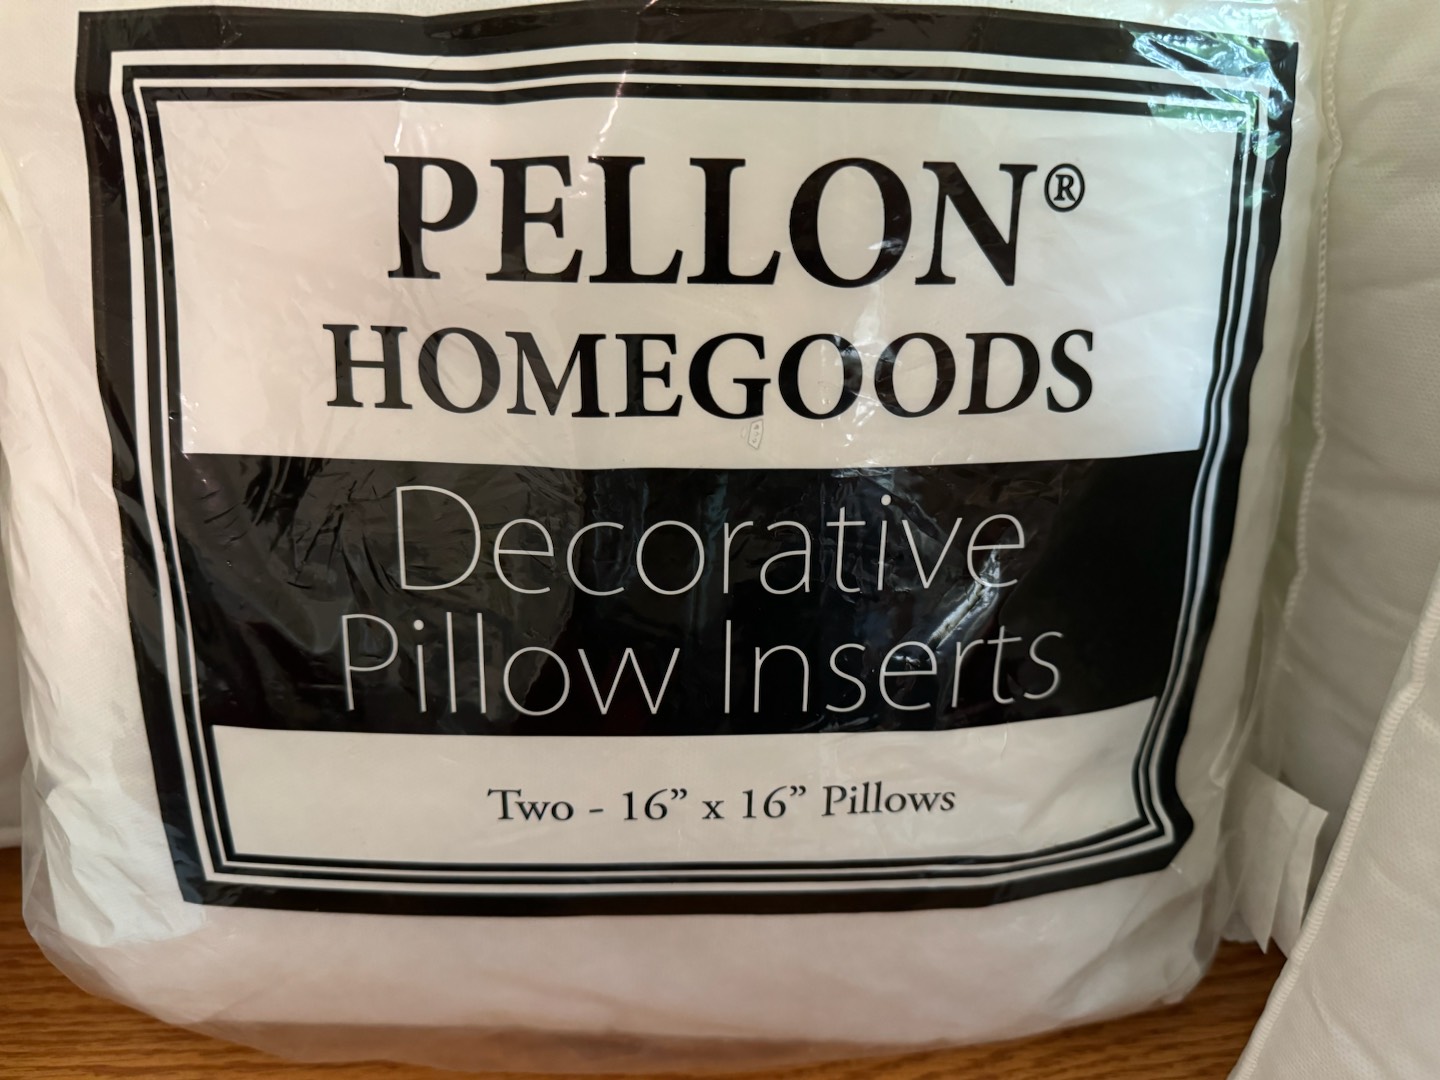 PELLON®
HOMEGOODS
Decorative
Pillow Inserts
Two - 16” x 16” Pillows